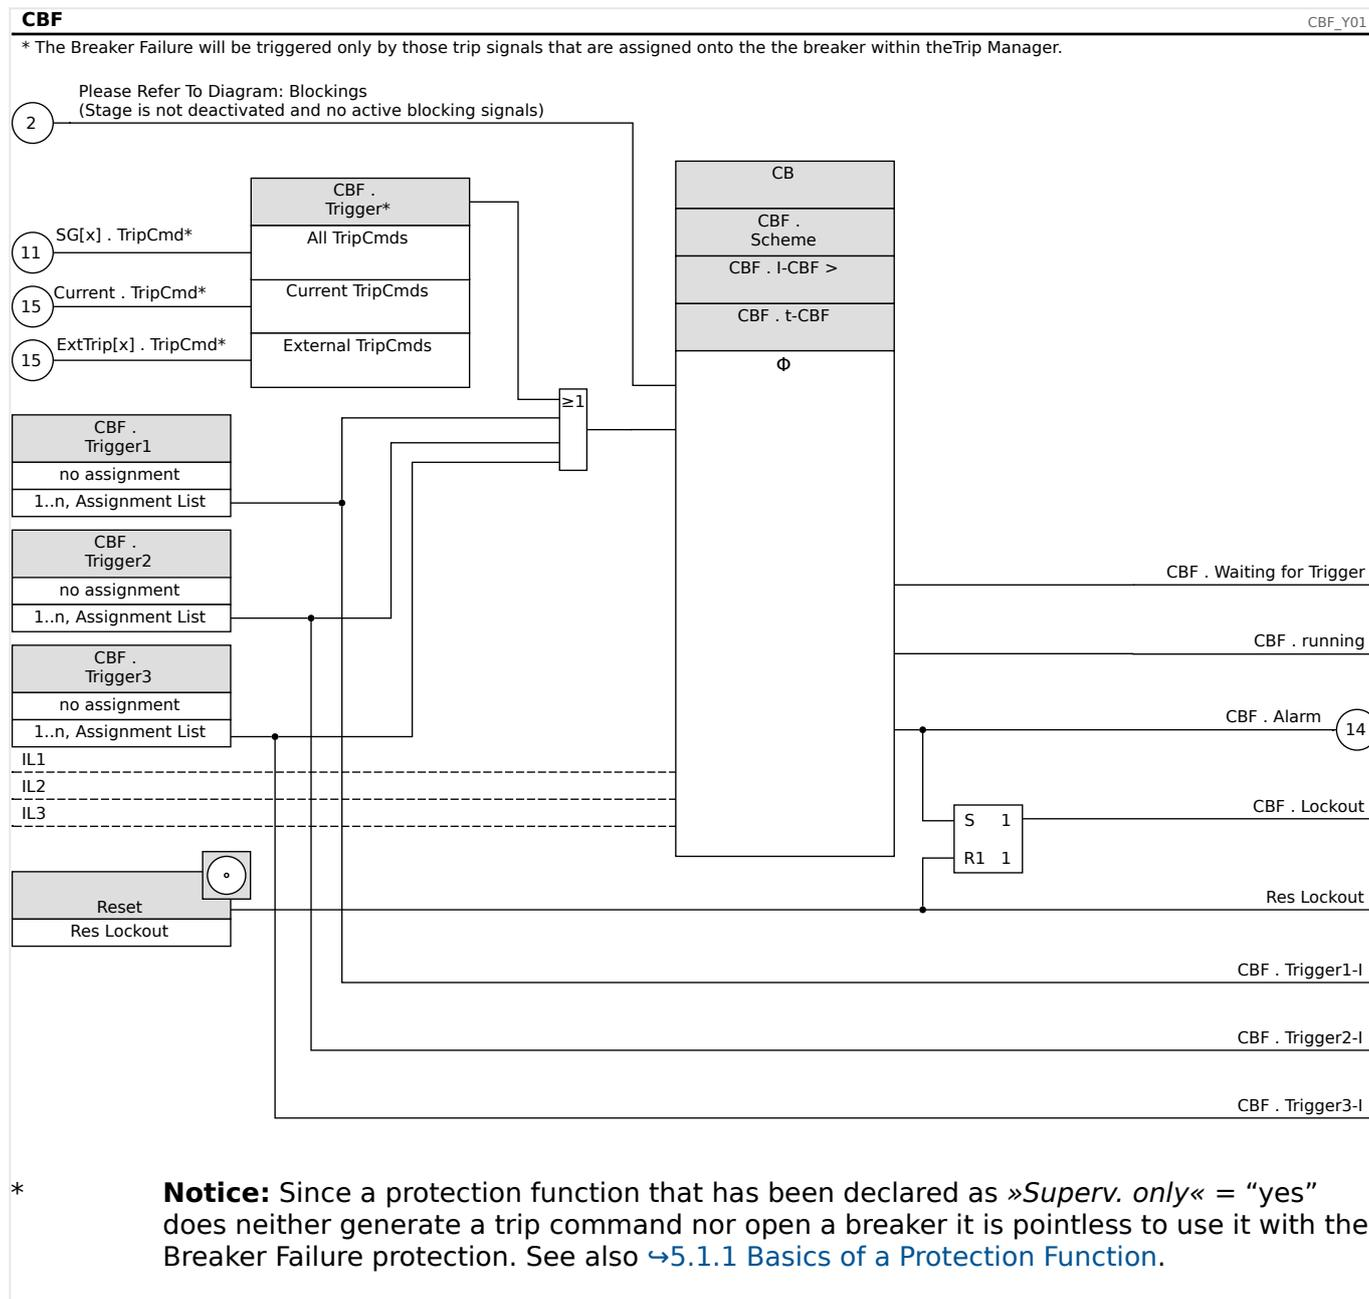 CBF
CBF_Y01
* The Breaker Failure will be triggered only by those trip signals that are assigned onto the the breaker within theTrip Manager.
Please Refer To Diagram: Blockings
(Stage is not deactivated and no active blocking signals)
2
CBF .
Trigger*
All TripCmds
Current TripCmds
External TripCmds
SG[x] . TripCmd*
11
Current . TripCmd*
15
ExtTrip[x] . TripCmd*
15
CB
CBF .
Scheme
CBF . I-CBF >
CBF . t-CBF
Φ
≥1
CBF .
Trigger1
no assignment
1..n, Assignment List
CBF .
Trigger2
no assignment
1..n, Assignment List
CBF .
Trigger3
no assignment
1..n, Assignment List
IL1
IL2
IL3
CBF . Waiting for Trigger
CBF . running
CBF . Alarm
14
S 1
R1 1
CBF . Lockout
Reset
Res Lockout
Res Lockout
CBF . Trigger1-I
CBF . Trigger2-I
CBF . Trigger3-I
*
Notice: Since a protection function that has been declared as »Superv. only« = “yes”
does neither generate a trip command nor open a breaker it is pointless to use it with the
Breaker Failure protection. See also ↪5.1.1 Basics of a Protection Function.